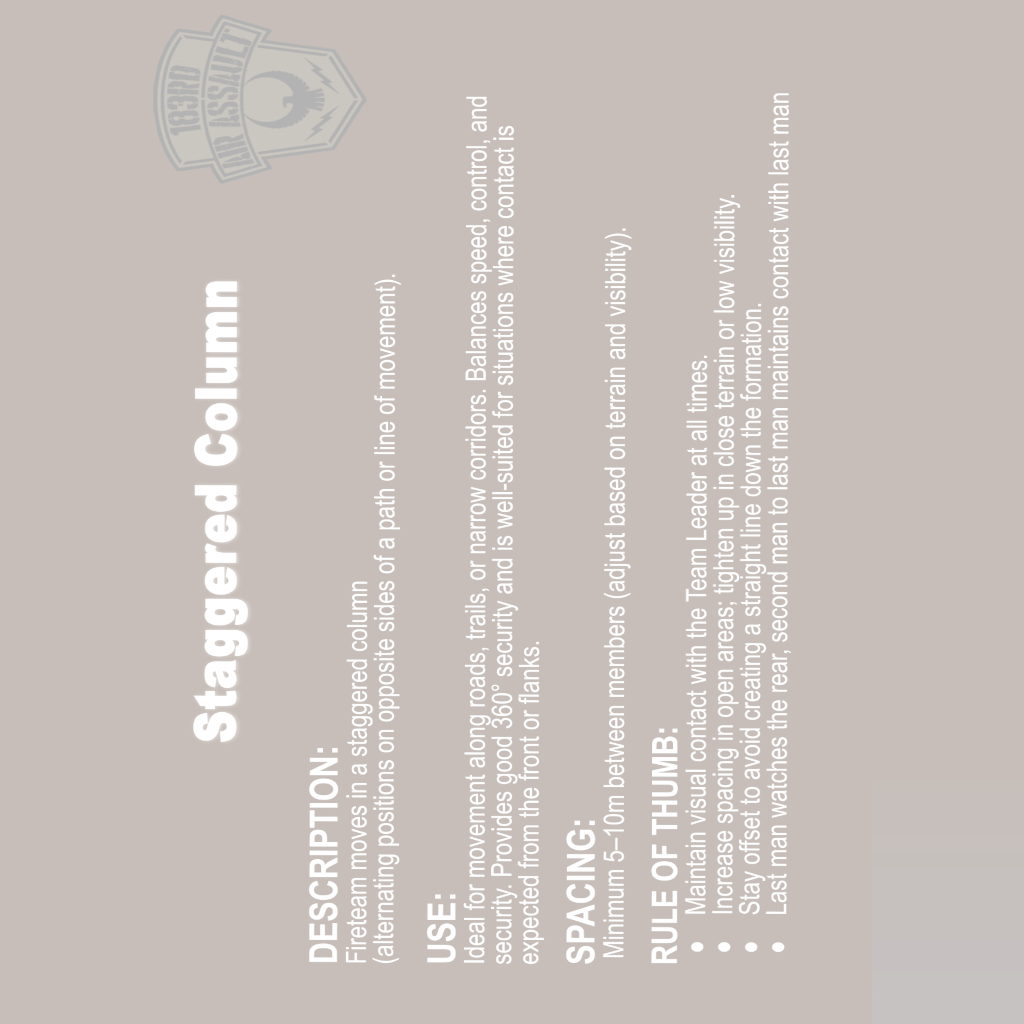 183RD
AIR ASSAULT
Staggered Column
DESCRIPTION:
Fireteam moves in a staggered column
(alternating positions on opposite sides of a path or line of movement).
USE:
Ideal for movement along roads, trails, or narrow corridors. Balances speed, control, and
security. Provides good 360° security and is well-suited for situations where contact is
expected from the front or flanks.
SPACING:
Minimum 5–10m between members (adjust based on terrain and visibility).
RULE OF THUMB:
• Maintain visual contact with the Team Leader at all times.
• Increase spacing in open areas; tighten up in close terrain or low visibility.
• Stay offset to avoid creating a straight line down the formation.
• Last man watches the rear, second man to last man maintains contact with last man